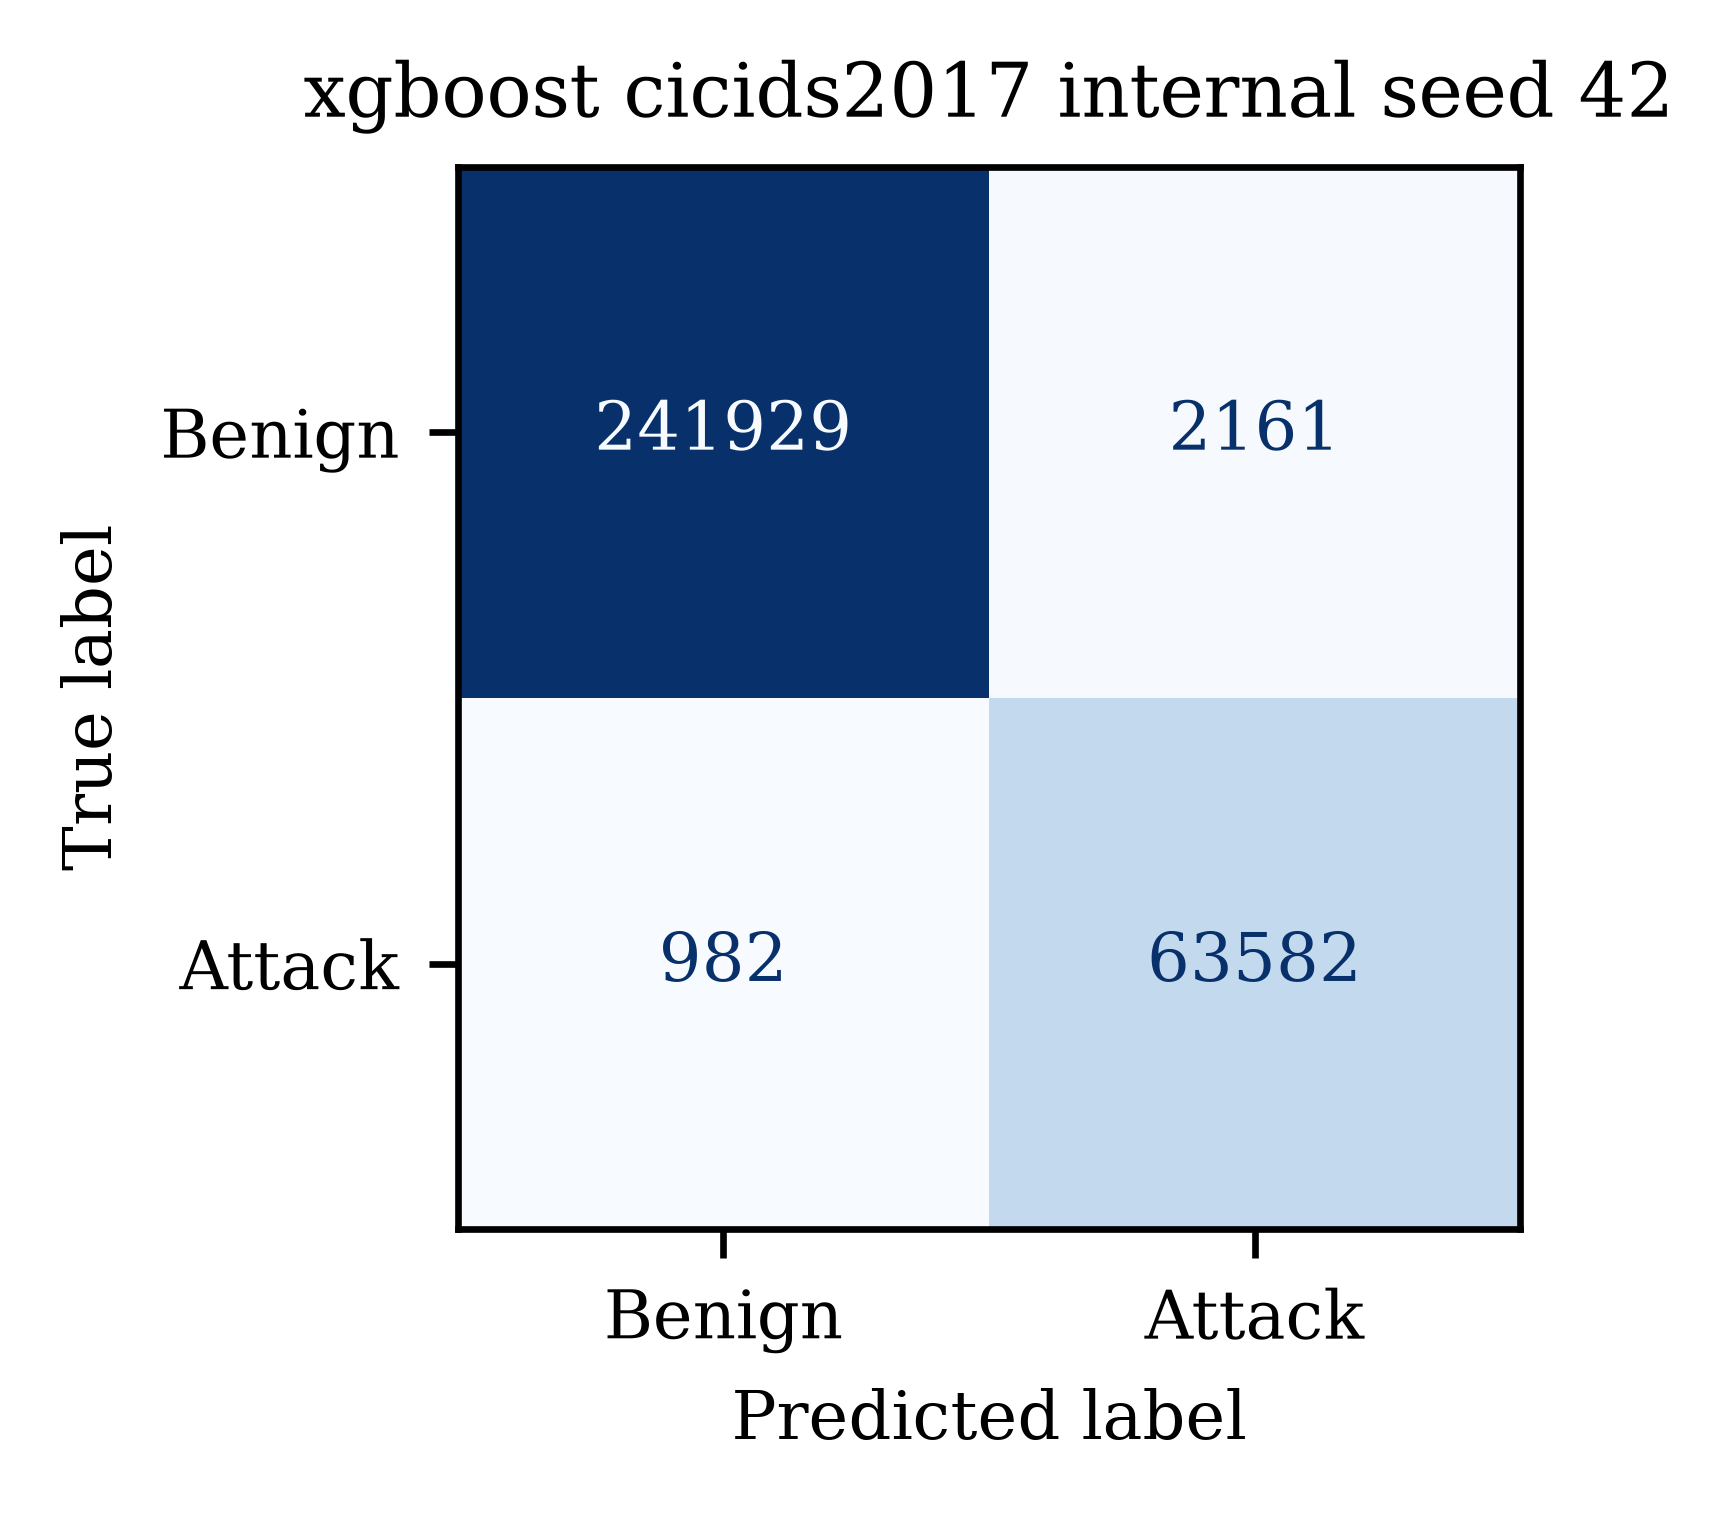 xgboost cicids2017 internal seed 42
True label
Benign
241929
2161
Attack
982
63582
Benign
Attack
Predicted label